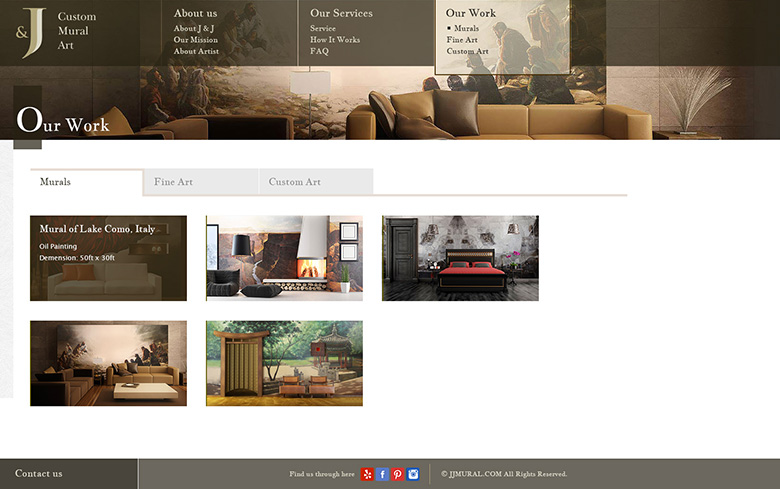 &J
Custom
Mural
Art
About us
About J & J
Our Mission
About Artist
Our Services
Service
How It Works
FAQ
Our Work
Murals
Fine Art
Custom Art
Our Work
Murals
Fine Art
Custom Art
Mural of Lake Como, Italy
Oil Painting
Demension: 50ft x 30ft
Contact us
Find us through here
© JJMURAL.COM All Rights Reserved.